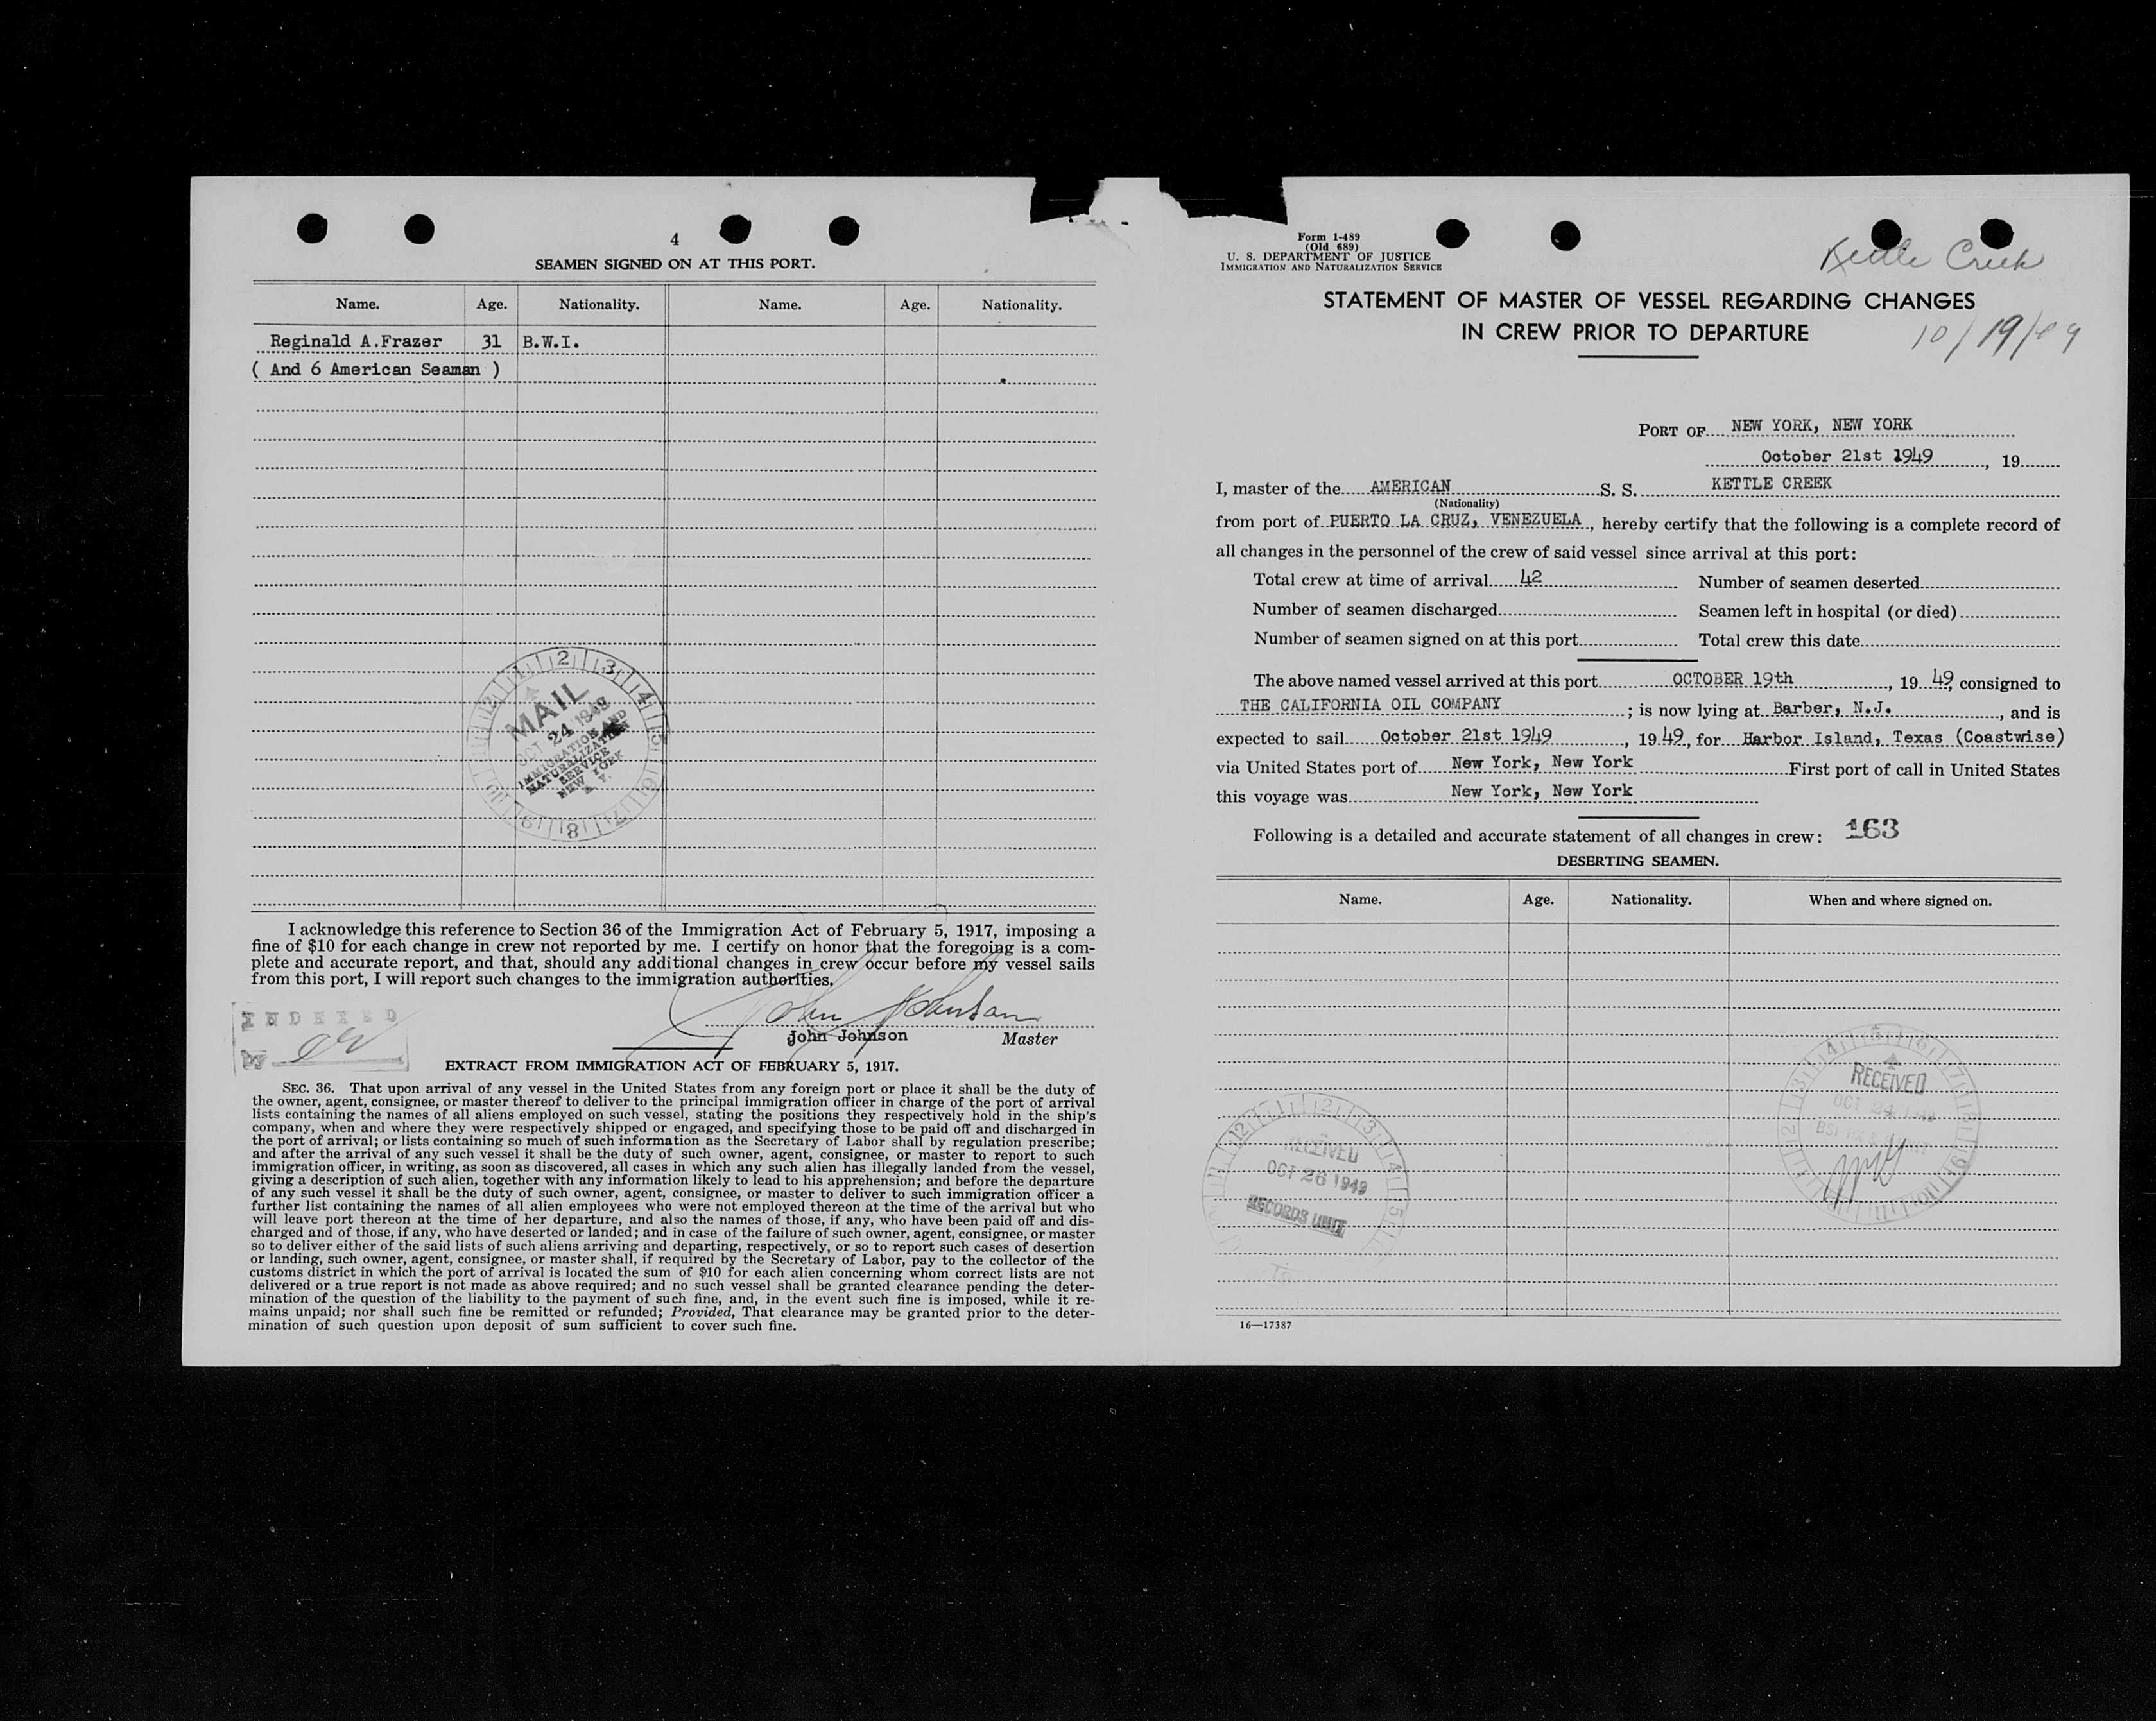 4
SEAMEN SIGNED ON AT THIS PORT.
Name. Age. Nationality. Name. Age. Nationality.
Reginald A.Frazer 31 B.W.I.
( And 6 American Seaman )
MAIL
OCT 24 1949
IMMIGRATION AND
NATURALIZATION
SERVICE
NEW YORK
N. Y.
I acknowledge this reference to Section 36 of the Immigration Act of February 5, 1917, imposing a
fine of $10 for each change in crew not reported by me. I certify on honor that the foregoing is a com-
plete and accurate report, and that, should any additional changes in crew occur before my vessel sails
from this port, I will report such changes to the immigration authorities.
John Johnson
John Johnson Master
INDEXED
by
EXTRACT FROM IMMIGRATION ACT OF FEBRUARY 5, 1917.
SEC. 36. That upon arrival of any vessel in the United States from any foreign port or place it shall be the duty of
the owner, agent, consignee, or master thereof to deliver to the principal immigration officer in charge of the port of arrival
lists containing the names of all aliens employed on such vessel, stating the positions they respectively hold in the ship's
company, when and where they were respectively shipped or engaged, and specifying those to be paid off and discharged in
the port of arrival; or lists containing so much of such information as the Secretary of Labor shall by regulation prescribe;
and after the arrival of any such vessel it shall be the duty of such owner, agent, consignee, or master to report to such
immigration officer, in writing, as soon as discovered, all cases in which any such alien has illegally landed from the vessel,
giving a description of such alien, together with any information likely to lead to his apprehension; and before the departure
of any such vessel it shall be the duty of such owner, agent, consignee, or master to deliver to such immigration officer a
further list containing the names of all alien employees who were not employed thereon at the time of the arrival but who
will leave port thereon at the time of her departure, and also the names of those, if any, who have been paid off and dis-
charged and of those, if any, who have deserted or landed; and in case of the failure of such owner, agent, consignee, or master
so to deliver either of the said lists of such aliens arriving and departing, respectively, or so to report such cases of desertion
or landing, such owner, agent, consignee, or master shall, if required by the Secretary of Labor, pay to the collector of the
customs district in which the port of arrival is located the sum of $10 for each alien concerning whom correct lists are not
delivered or a true report is not made as above required; and no such vessel shall be granted clearance pending the deter-
mination of the question of the liability to the payment of such fine, and, in the event such fine is imposed, while it re-
mains unpaid; nor shall such fine be remitted or refunded; Provided, That clearance may be granted prior to the deter-
mination of such question upon deposit of sum sufficient to cover such fine.
Form 1-489
(Old 689)
U. S. DEPARTMENT OF JUSTICE
IMMIGRATION AND NATURALIZATION SERVICE
Kettle Creek
STATEMENT OF MASTER OF VESSEL REGARDING CHANGES
IN CREW PRIOR TO DEPARTURE
10/19/49
PORT OF NEW YORK, NEW YORK
October 21st 1949, 19
I, master of the AMERICAN S. S. KETTLE CREEK
(Nationality)
from port of PUERTO LA CRUZ, VENEZUELA, hereby certify that the following is a complete record of
all changes in the personnel of the crew of said vessel since arrival at this port:
Total crew at time of arrival 42 Number of seamen deserted
Number of seamen discharged Seamen left in hospital (or died)
Number of seamen signed on at this port Total crew this date
The above named vessel arrived at this port OCTOBER 19th, 19 49, consigned to
THE CALIFORNIA OIL COMPANY; is now lying at Barber, N.J., and is
expected to sail October 21st 1949, 19 49, for Harbor Island, Texas (Coastwise)
via United States port of New York, New York First port of call in United States
this voyage was New York, New York
Following is a detailed and accurate statement of all changes in crew: 163
DESERTING SEAMEN.
Name. Age. Nationality. When and where signed on.
RECEIVED
OCT 24 1949
RECEIVED
OCT 26 1949
RECORDS UNIT
16—17387